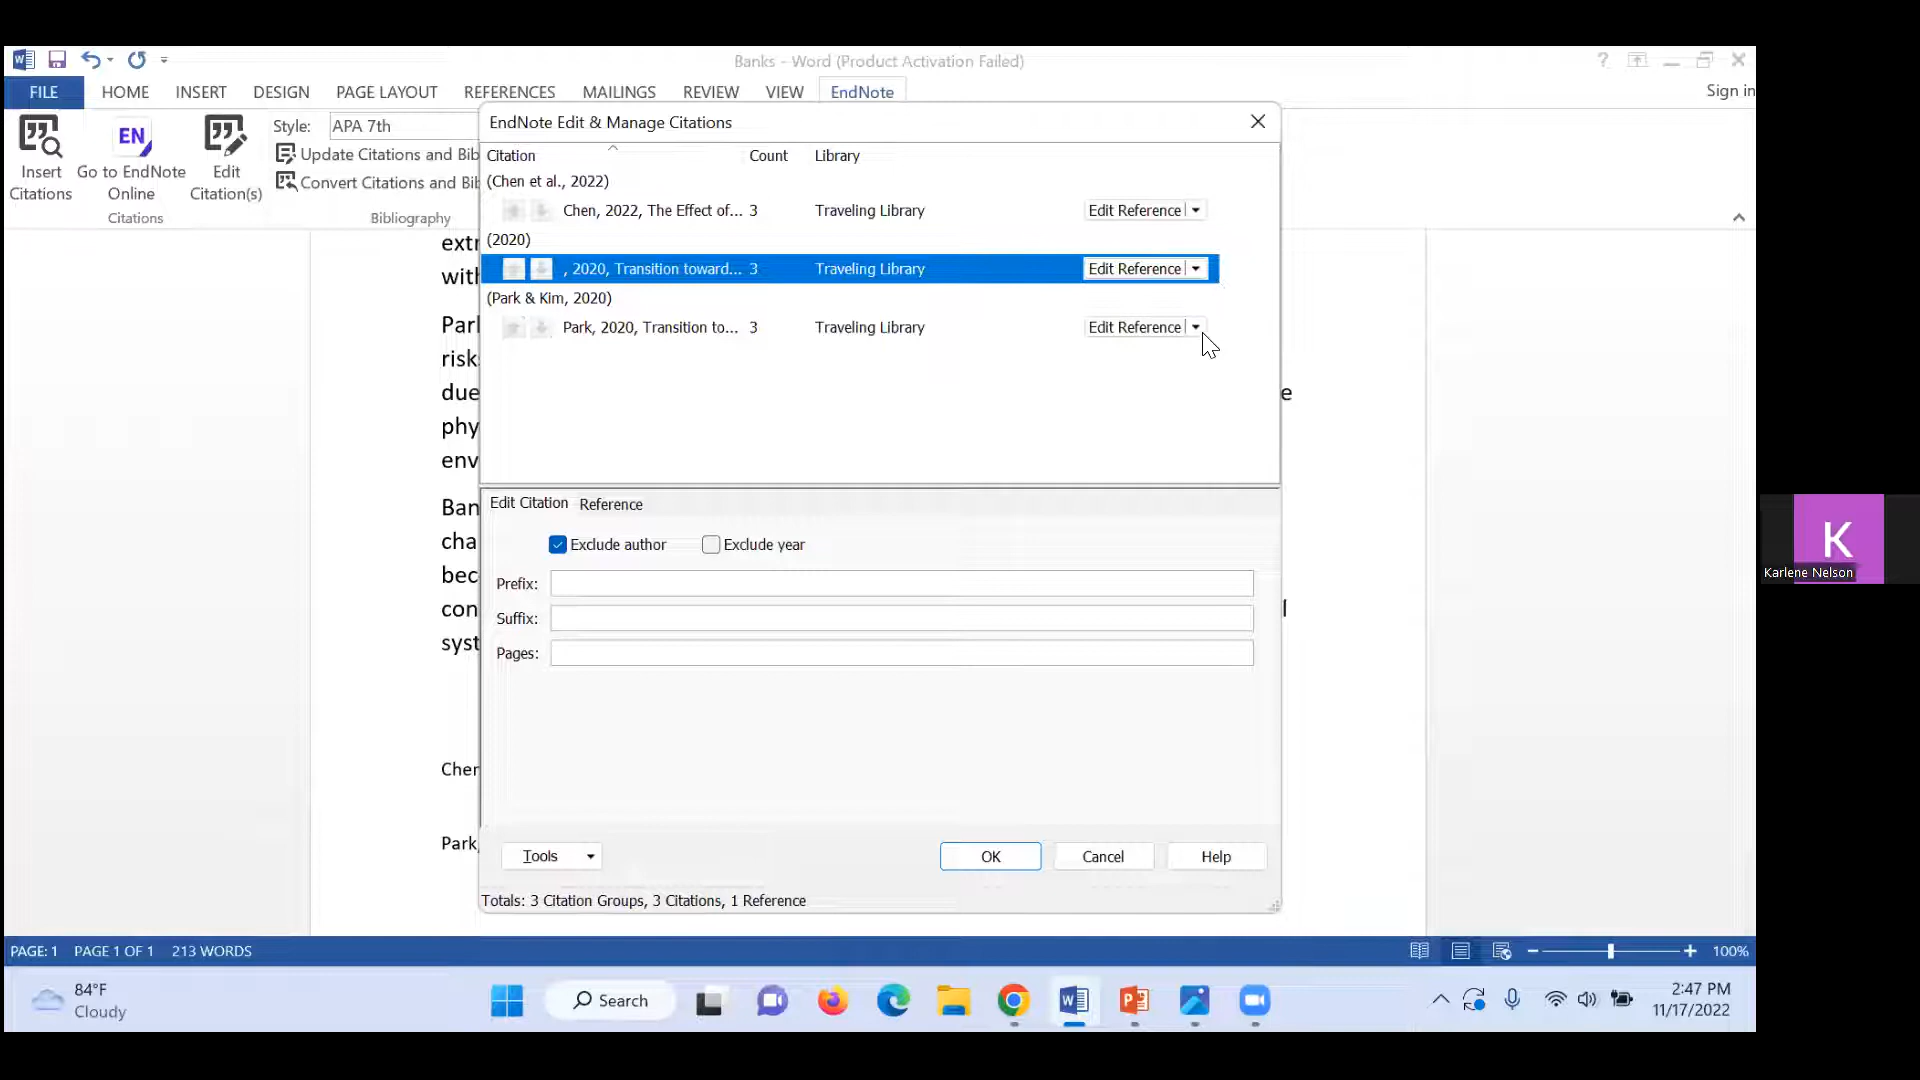 Banks - Word (Product Activation Failed)
?
FILE HOME INSERT DESIGN PAGE LAYOUT REFERENCES MAILINGS REVIEW VIEW EndNote Sign in
Insert Citations
EN
Go to EndNote Online
Edit Citation(s)
Style: APA 7th
Update Citations and Bib
Convert Citations and Bib
Citations
Bibliography
EndNote Edit & Manage Citations
Citation Count Library
(Chen et al., 2022)
Chen, 2022, The Effect of... 3 Traveling Library Edit Reference
(2020)
, 2020, Transition toward... 3 Traveling Library Edit Reference
(Park & Kim, 2020)
Park, 2020, Transition to... 3 Traveling Library Edit Reference
Edit Citation Reference
Exclude author Exclude year
Prefix:
Suffix:
Pages:
Tools OK Cancel Help
Totals: 3 Citation Groups, 3 Citations, 1 Reference
due
phy
env
Ban
cha
bec
con
syst
Chen
Park,
K
Karlene Nelson
PAGE: 1 PAGE 1 OF 1 213 WORDS 100%
84°F
Cloudy
Search
2:47 PM
11/17/2022